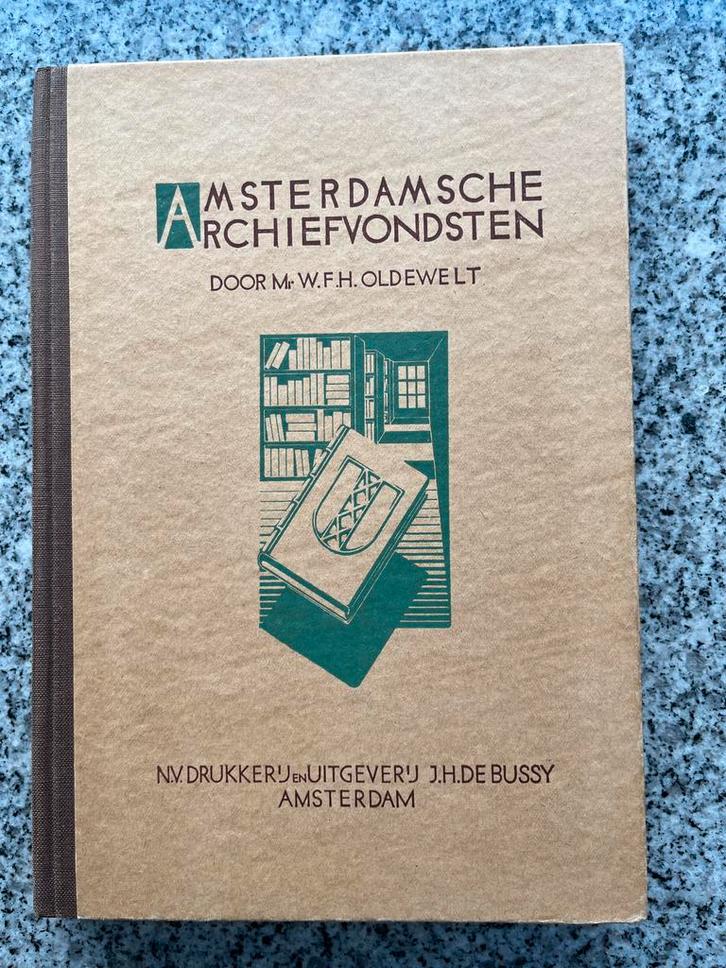 AMSTERDAMSCHE
ARCHIEFVONDSTEN
DOOR Mr. W.F.H. OLDEWELT
N.V. DRUKKERIJ EN UITGEVERIJ J.H. DE BUSSY
AMSTERDAM